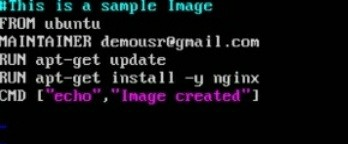 #This is a sample Image
FROM ubuntu
MAINTAINER demousr@gmail.com
RUN apt-get update
RUN apt-get install -y nginx
CMD ["echo","Image created"]